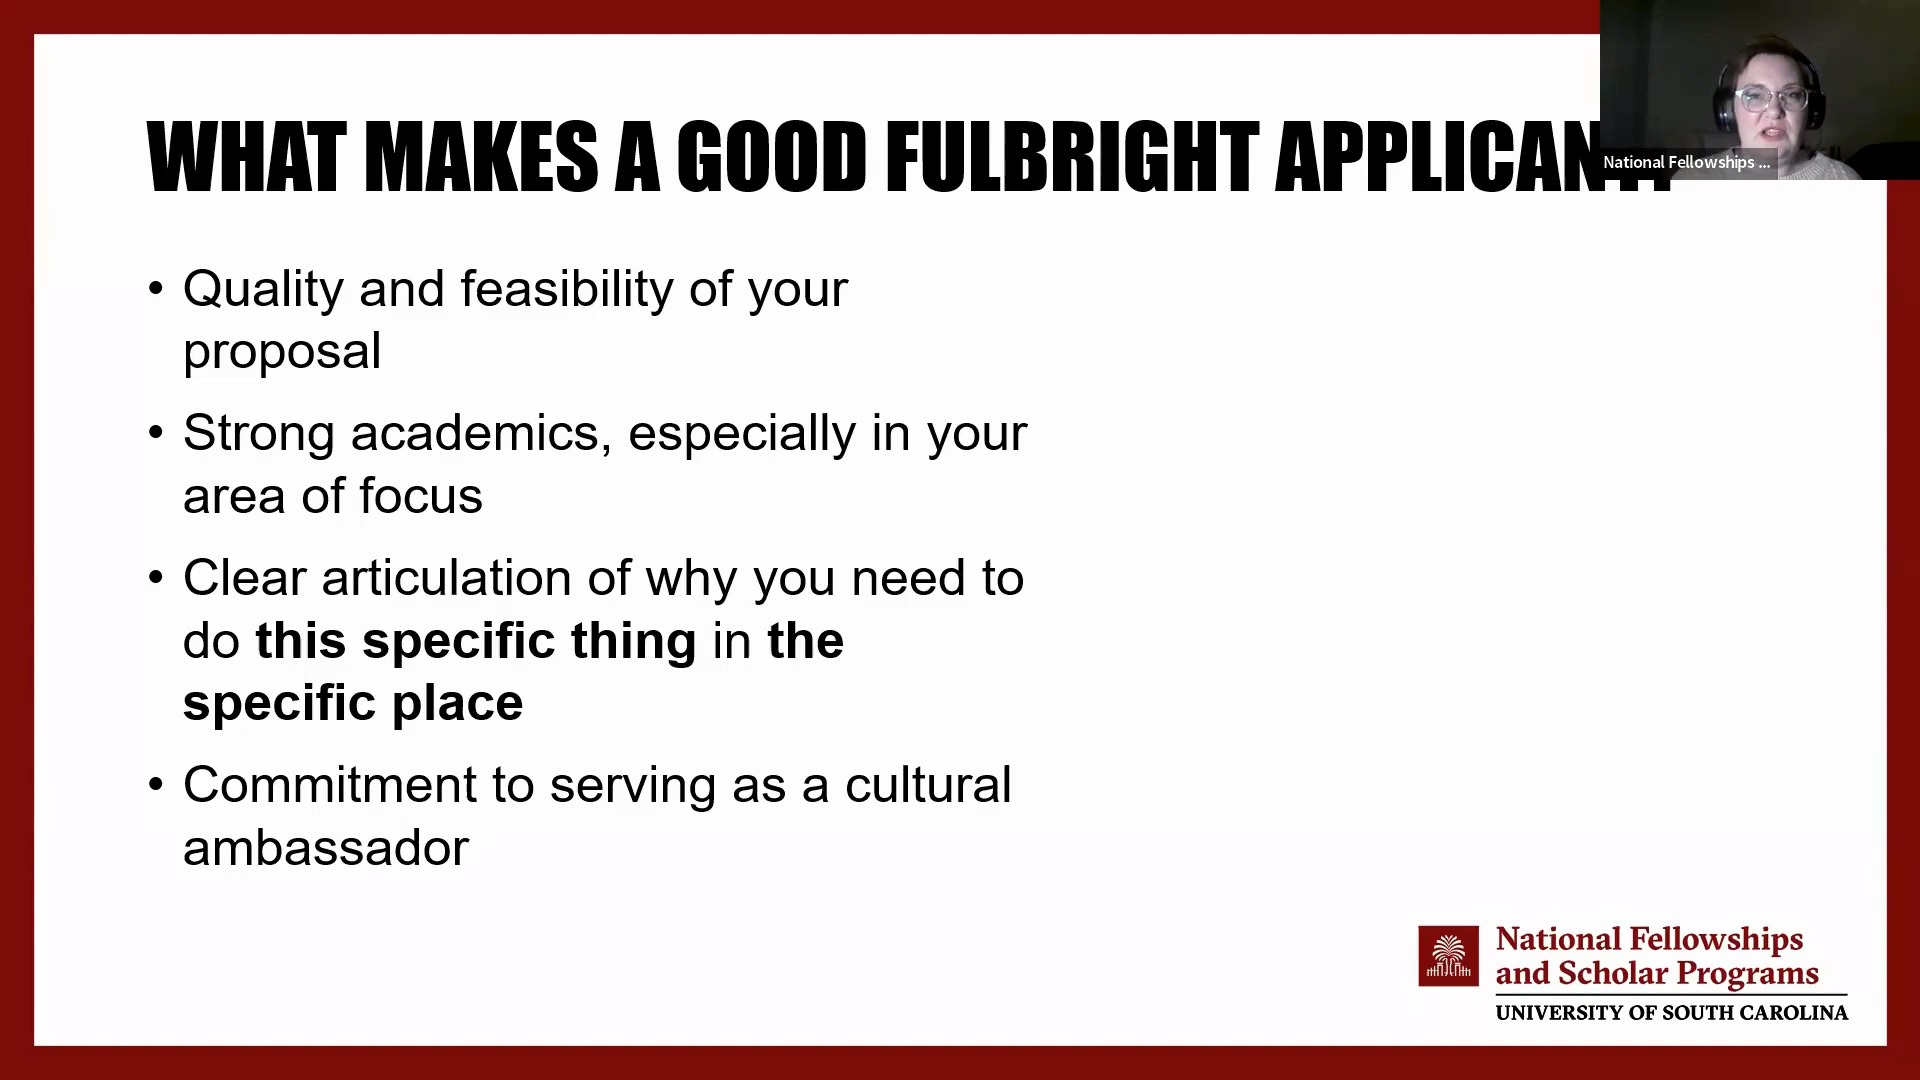 WHAT MAKES A GOOD FULBRIGHT
National Fellowships ...
• Quality and feasibility of your
proposal
• Strong academics, especially in your
area of focus
• Clear articulation of why you need to
do this specific thing in the
specific place
• Commitment to serving as a cultural
ambassador
National Fellowships
and Scholar Programs
UNIVERSITY OF SOUTH CAROLINA